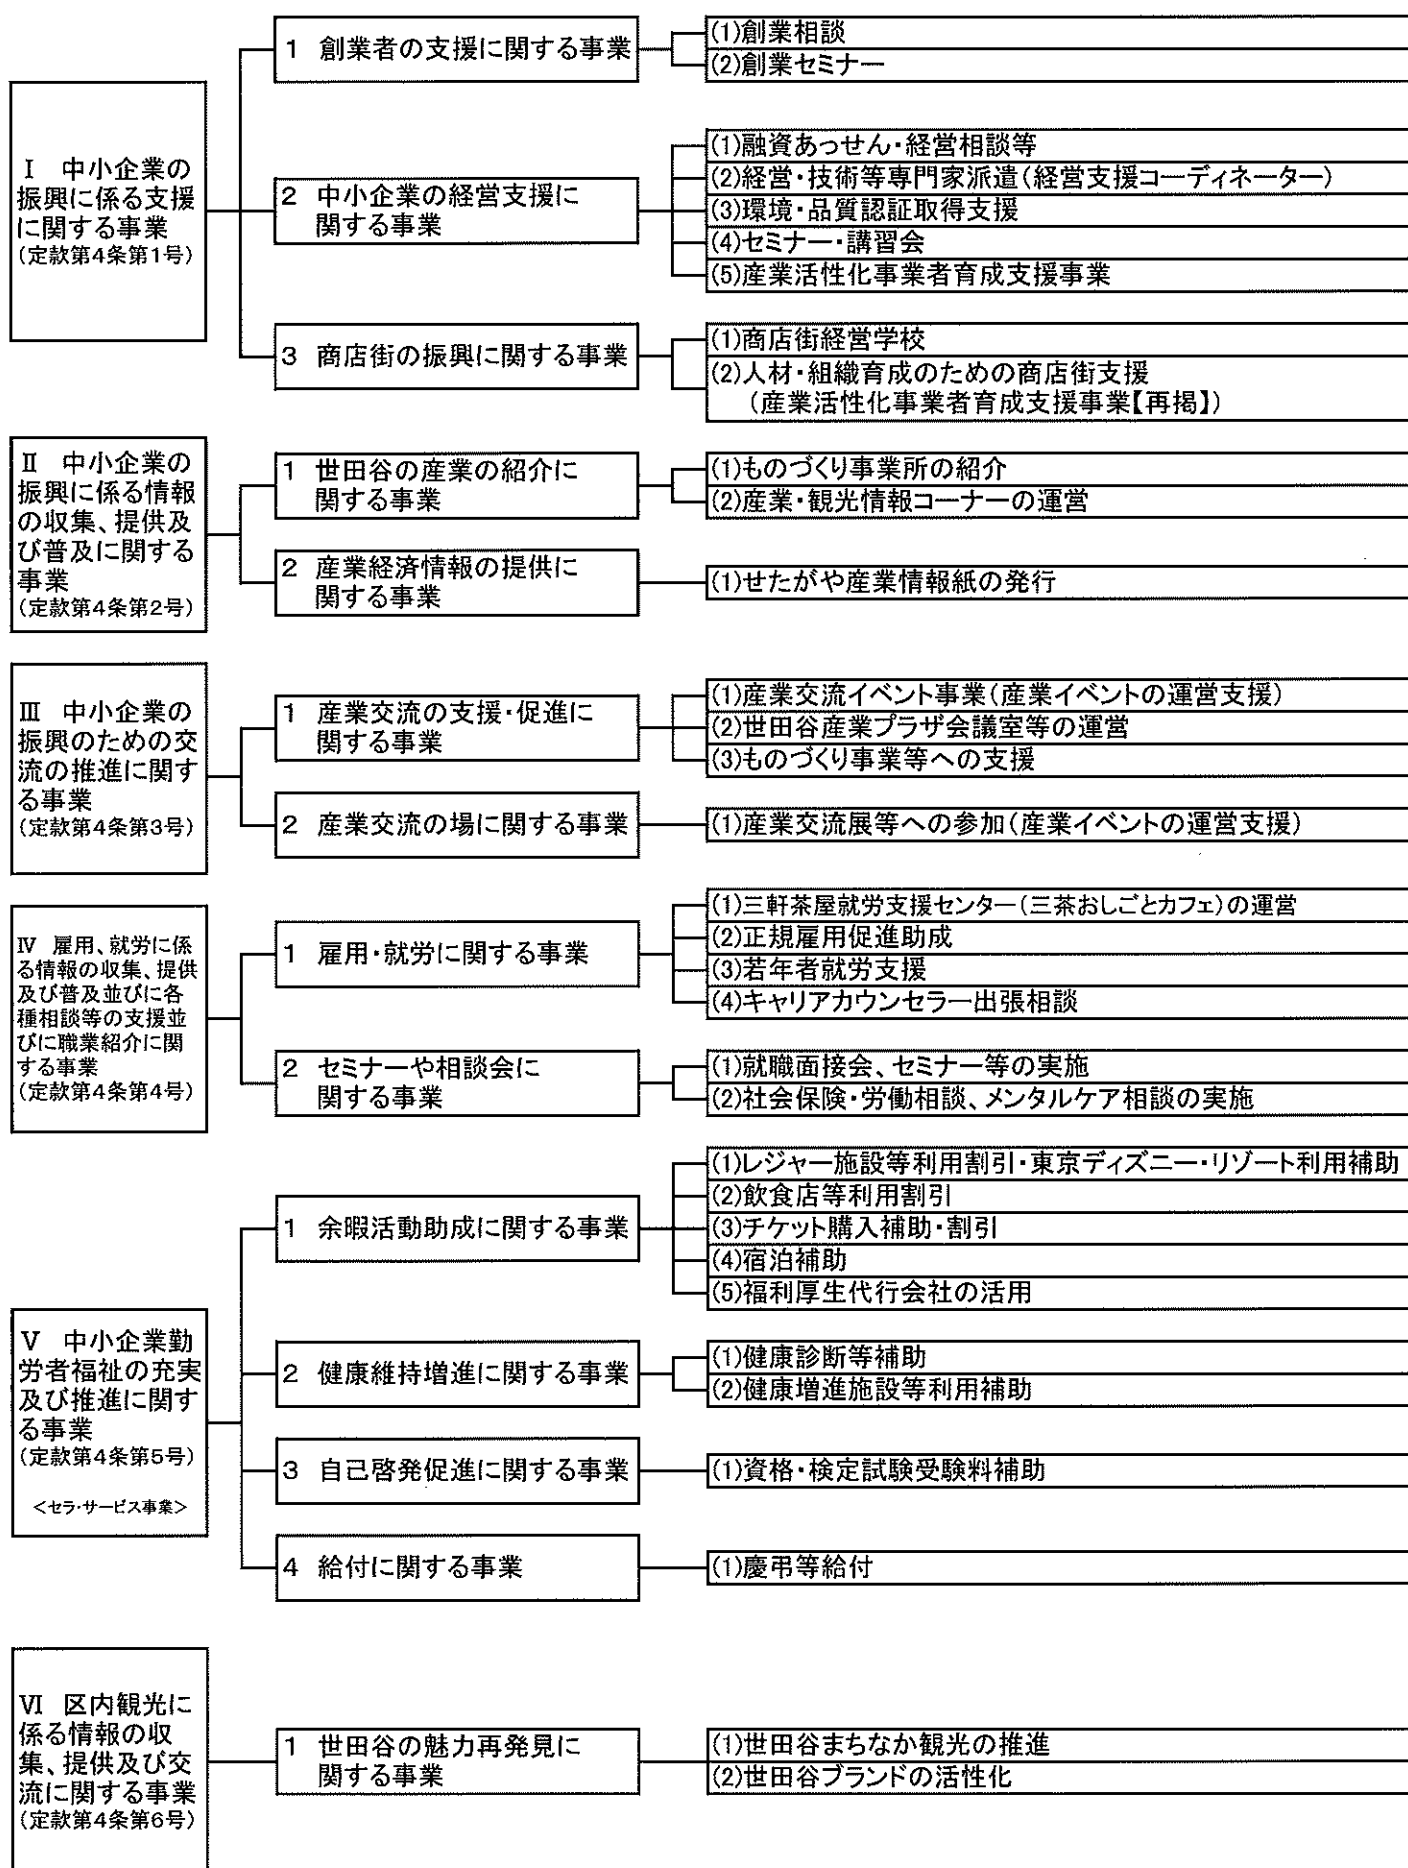 Ⅰ 中小企業の
振興に係る支援
に関する事業
(定款第4条第1号)
1 創業者の支援に関する事業
(1)創業相談
(2)創業セミナー
2 中小企業の経営支援に
関する事業
(1)融資あっせん・経営相談等
(2)経営・技術等専門家派遣(経営支援コーディネーター)
(3)環境・品質認証取得支援
(4)セミナー・講習会
(5)産業活性化事業者育成支援事業
3 商店街の振興に関する事業
(1)商店街経営学校
(2)人材・組織育成のための商店街支援
(産業活性化事業者育成支援事業【再掲】)
Ⅱ 中小企業の
振興に係る情報
の収集、提供及
び普及に関する
事業
(定款第4条第2号)
1 世田谷の産業の紹介に
関する事業
(1)ものづくり事業所の紹介
(2)産業・観光情報コーナーの運営
2 産業経済情報の提供に
関する事業
(1)せたがや産業情報紙の発行
Ⅲ 中小企業の
振興のための交
流の推進に関す
る事業
(定款第4条第3号)
1 産業交流の支援・促進に
関する事業
(1)産業交流イベント事業(産業イベントの運営支援)
(2)世田谷産業プラザ会議室等の運営
(3)ものづくり事業等への支援
2 産業交流の場に関する事業
(1)産業交流展等への参加(産業イベントの運営支援)
Ⅳ 雇用、就労に係
る情報の収集、提供
及び普及並びに各
種相談等の支援並
びに職業紹介に関
する事業
(定款第4条第4号)
1 雇用・就労に関する事業
(1)三軒茶屋就労支援センター(三茶おしごとカフェ)の運営
(2)正規雇用促進助成
(3)若年者就労支援
(4)キャリアカウンセラー出張相談
2 セミナーや相談会に
関する事業
(1)就職面接会、セミナー等の実施
(2)社会保険・労働相談、メンタルケア相談の実施
Ⅴ 中小企業勤
労者福祉の充実
及び推進に関す
る事業
(定款第4条第5号)
<セラ・サービス事業>
1 余暇活動助成に関する事業
(1)レジャー施設等利用割引・東京ディズニー・リゾート利用補助
(2)飲食店等利用割引
(3)チケット購入補助・割引
(4)宿泊補助
(5)福利厚生代行会社の活用
2 健康維持増進に関する事業
(1)健康診断等補助
(2)健康増進施設等利用補助
3 自己啓発促進に関する事業
(1)資格・検定試験受験料補助
4 給付に関する事業
(1)慶弔等給付
Ⅵ 区内観光に
係る情報の収
集、提供及び交
流に関する事業
(定款第4条第6号)
1 世田谷の魅力再発見に
関する事業
(1)世田谷まちなか観光の推進
(2)世田谷ブランドの活性化